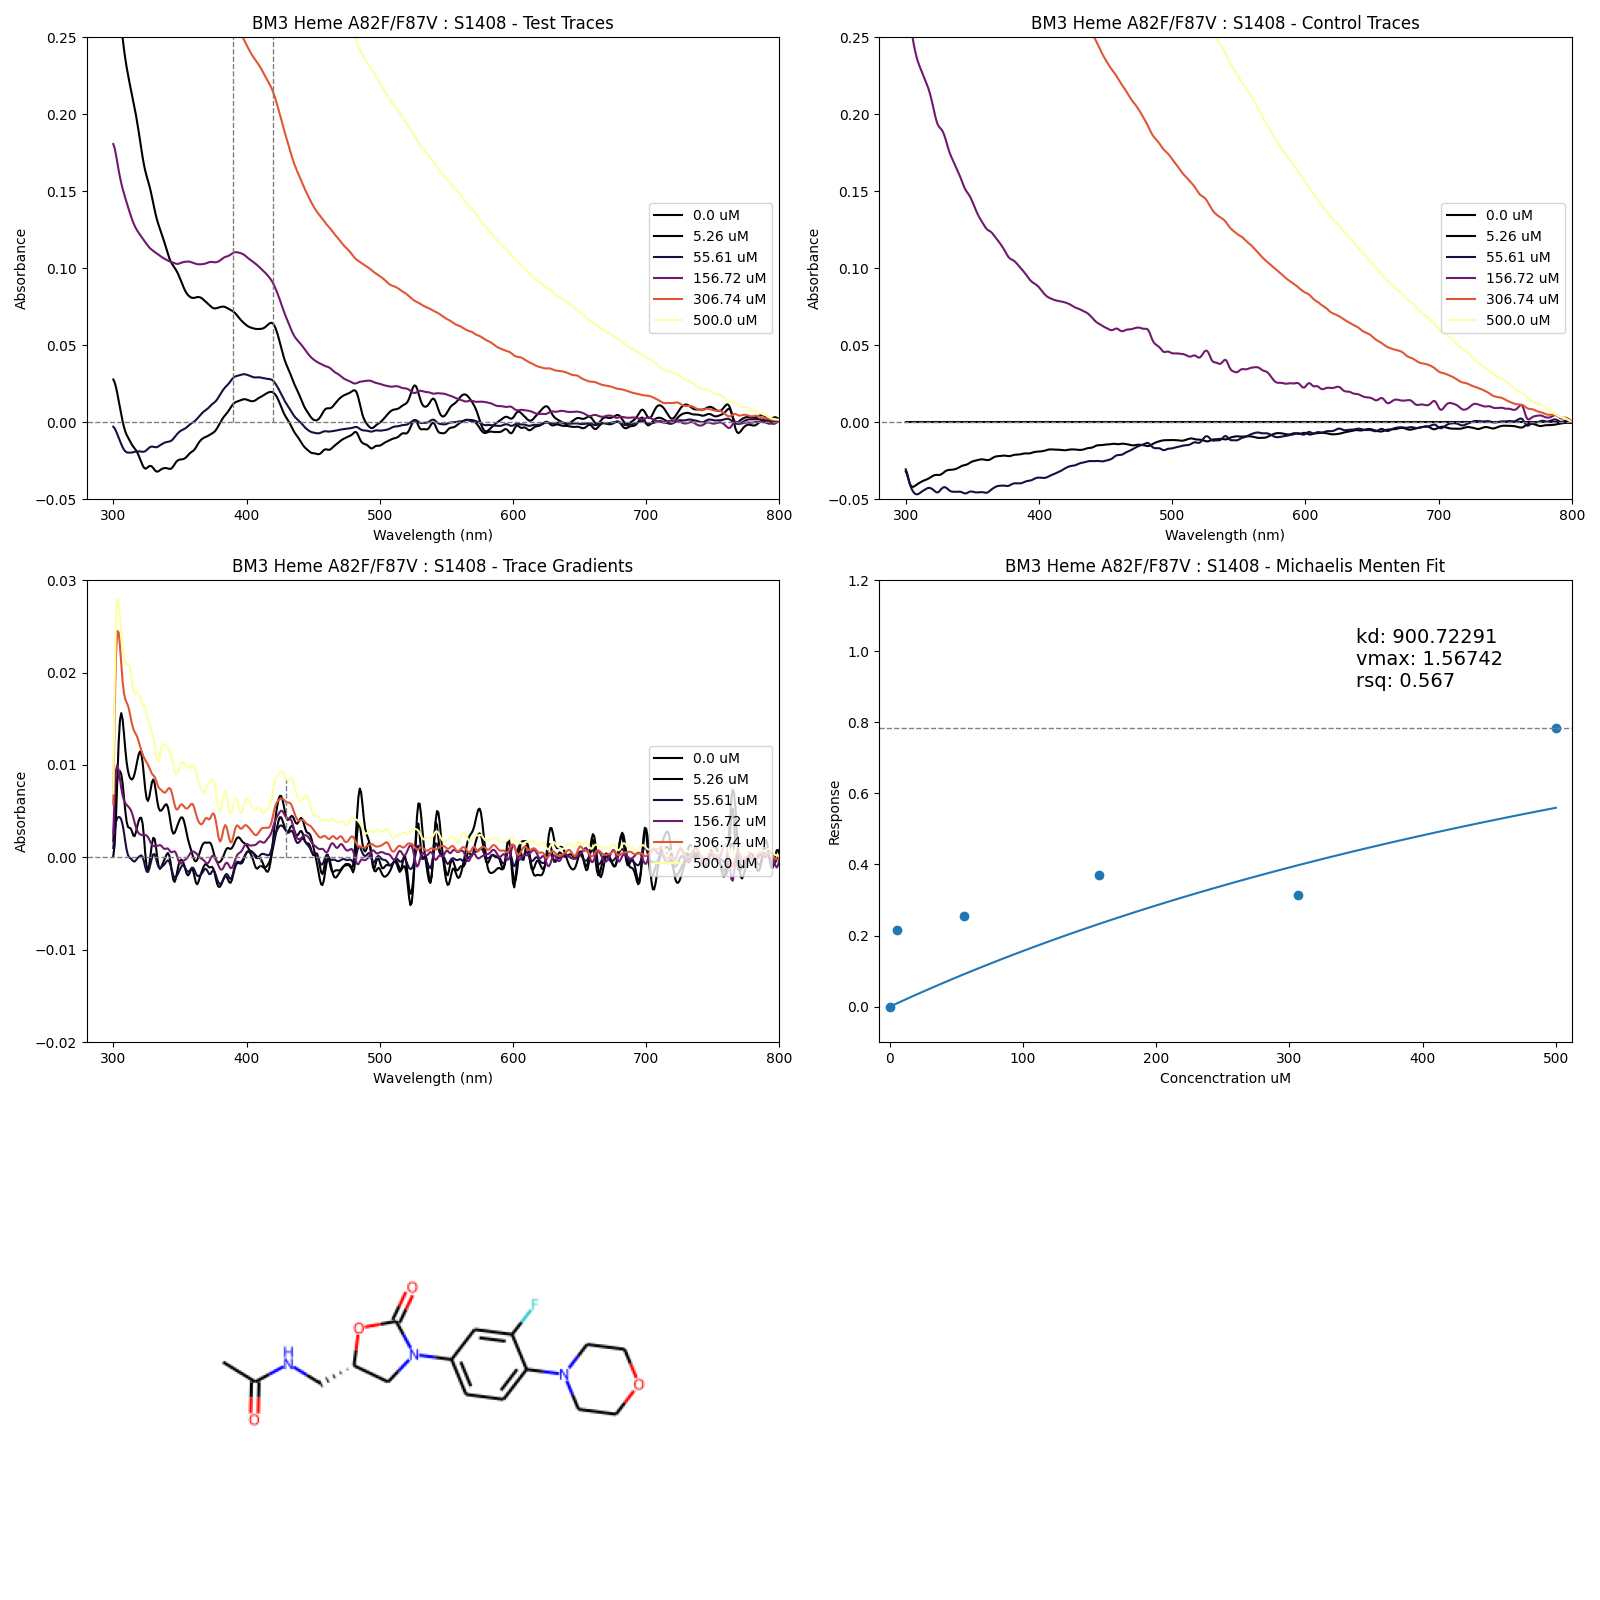 BM3 Heme A82F/F87V : S1408 - Test Traces
0.25
0.20
0.15
0.10
0.05
0.00
−0.05
Absorbance
300 400 500 600 700 800
Wavelength (nm)
0.0 uM
5.26 uM
55.61 uM
156.72 uM
306.74 uM
500.0 uM
BM3 Heme A82F/F87V : S1408 - Control Traces
0.25
0.20
0.15
0.10
0.05
0.00
−0.05
Absorbance
300 400 500 600 700 800
Wavelength (nm)
0.0 uM
5.26 uM
55.61 uM
156.72 uM
306.74 uM
500.0 uM
BM3 Heme A82F/F87V : S1408 - Trace Gradients
0.03
0.02
0.01
0.00
−0.01
−0.02
Absorbance
300 400 500 600 700 800
Wavelength (nm)
0.0 uM
5.26 uM
55.61 uM
156.72 uM
306.74 uM
500.0 uM
BM3 Heme A82F/F87V : S1408 - Michaelis Menten Fit
1.2
1.0
0.8
0.6
0.4
0.2
0.0
Response
0 100 200 300 400 500
Concenctration uM
kd: 900.72291
vmax: 1.56742
rsq: 0.567
O
F
O
H
N
N
N
O
O